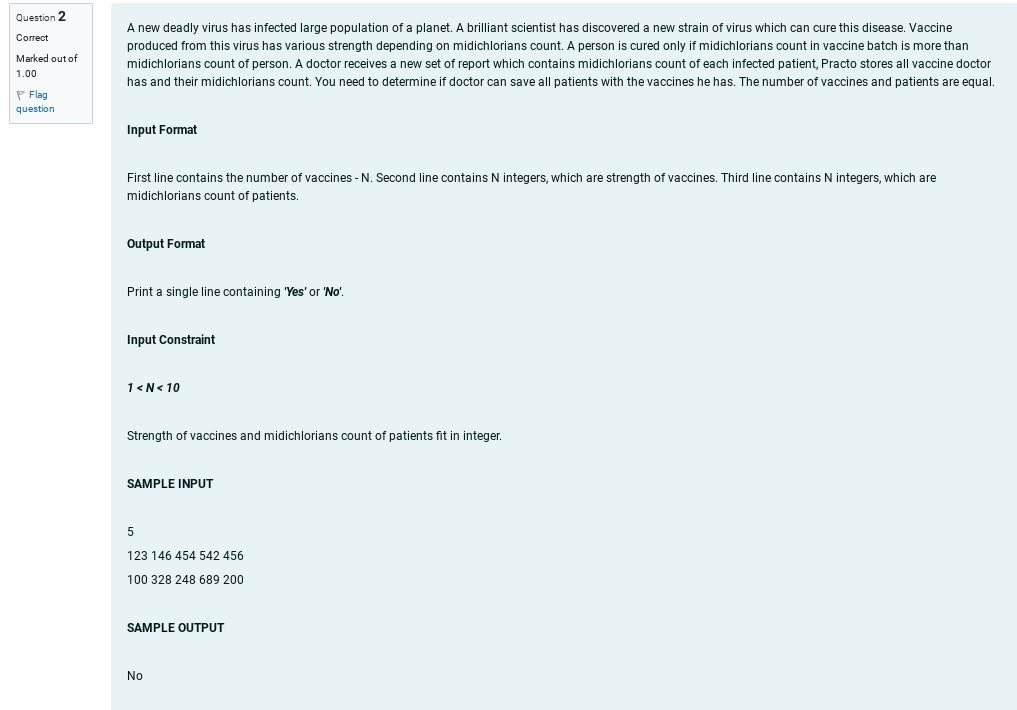 Question 2
Correct
Marked out of
1.00
Flag
question
A new deadly virus has infected large population of a planet. A brilliant scientist has discovered a new strain of virus which can cure this disease. Vaccine
produced from this virus has various strength depending on midichlorians count. A person is cured only if midichlorians count in vaccine batch is more than
midichlorians count of person. A doctor receives a new set of report which contains midichlorians count of each infected patient, Practo stores all vaccine doctor
has and their midichlorians count. You need to determine if doctor can save all patients with the vaccines he has. The number of vaccines and patients are equal.
Input Format
First line contains the number of vaccines - N. Second line contains N integers, which are strength of vaccines. Third line contains N integers, which are
midichlorians count of patients.
Output Format
Print a single line containing 'Yes' or 'No'.
Input Constraint
1 < N < 10
Strength of vaccines and midichlorians count of patients fit in integer.
SAMPLE INPUT
5
123 146 454 542 456
100 328 248 689 200
SAMPLE OUTPUT
No